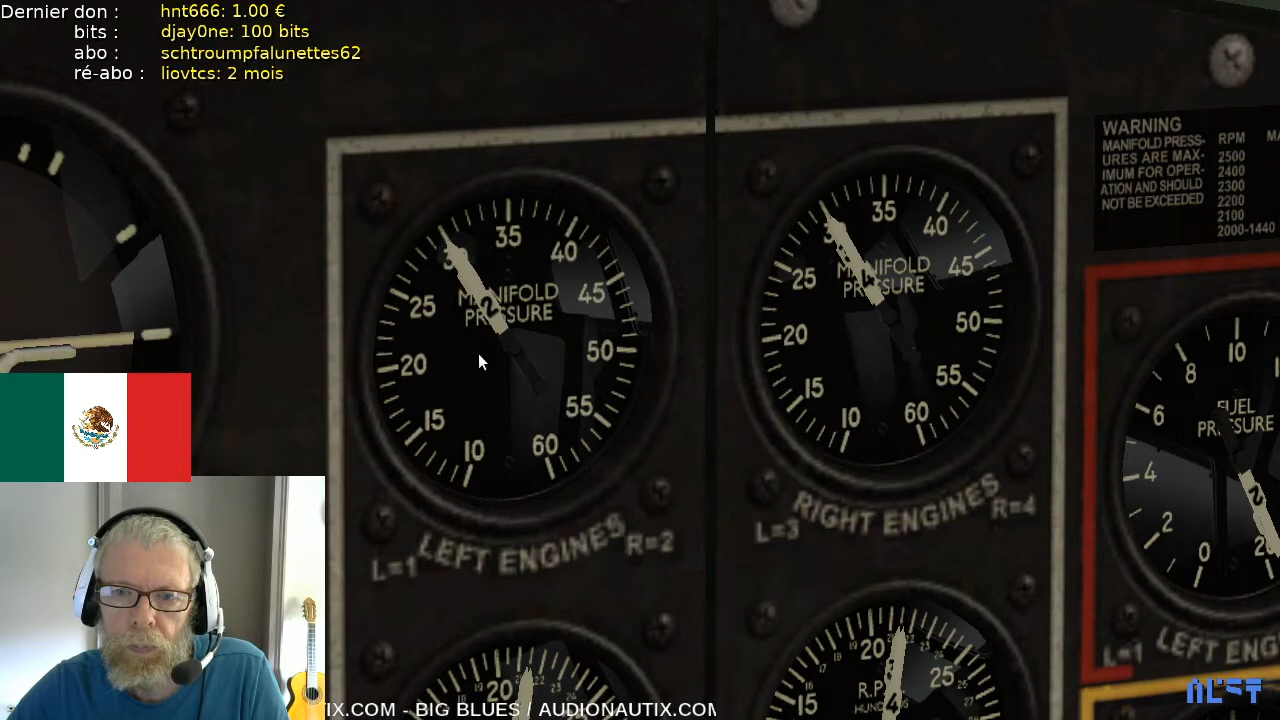 Dernier don : hnt666: 1.00 €
bits : djay0ne: 100 bits
abo : schtroumpfalunettes62
ré-abo : liovtcs: 2 mois
WARNING
MANIFOLD PRESS-
URES ARE MAX-
IMUM FOR OPER-
ATION AND SHOULD
NOT BE EXCEEDED
RPM
2500
2400
2300
2200
2100
2000-1440
35
40
45
50
55
60
10
15
20
25
MANIFOLD
PRESSURE
LEFT ENGINES
L=1
R=2
35
40
45
50
55
60
10
15
20
25
MANIFOLD
PRESSURE
RIGHT ENGINES
L=3
R=4
10
8
6
4
2
0
FUEL
PRESSURE
L=1
LEFT ENG
20
15
20
25
R.P.
IX.COM - BIG BLUES / AUDIONAUTIX.COM